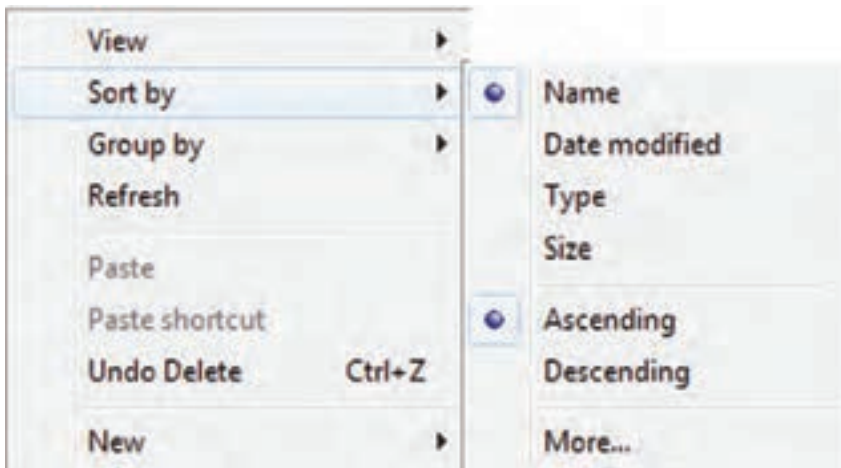 View
Sort by
Group by
Refresh
Paste
Paste shortcut
Undo Delete Ctrl+Z
New
Name
Date modified
Type
Size
Ascending
Descending
More...